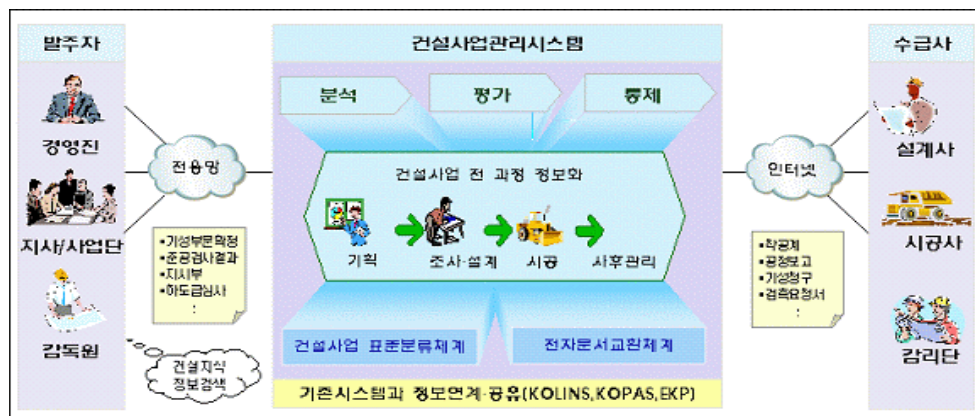 발주자
경영진
지사/사업단
감독원
전용망
•기성부문확정
•준공검사결과
•지시부
•하도급심사
:
건설지식
정보검색
건설사업관리시스템
분석
평가
통제
건설사업 전 과정 정보화
기획
조사·설계
시공
사후관리
건설사업 표준분류체계
전자문서교환체계
기존시스템과 정보연계·공유(KOLINS,KOPAS,EKP)
인터넷
•착공계
•공정보고
•기성청구
•검측요청서
:
수급사
설계사
시공사
감리단